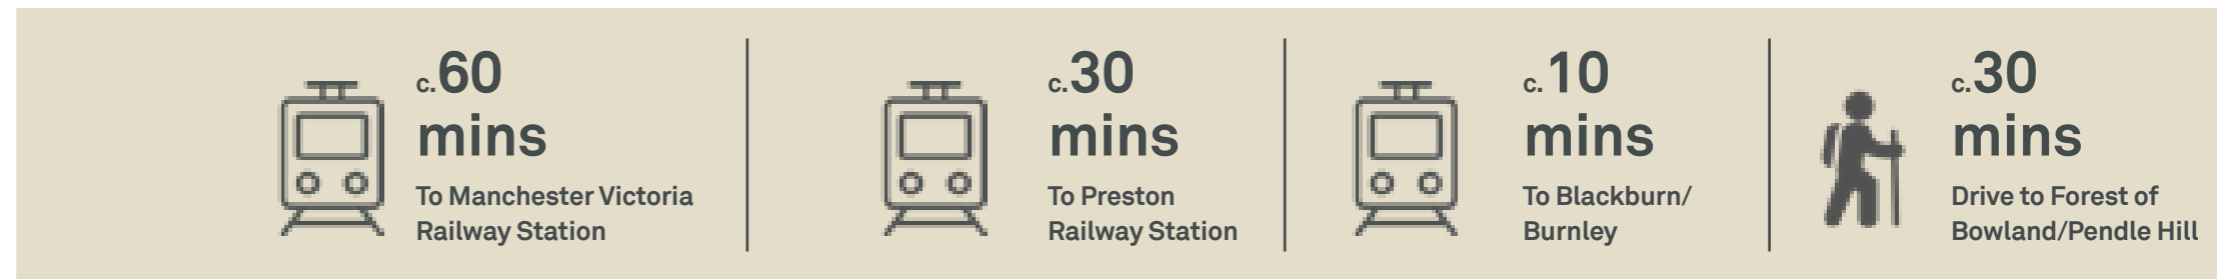 c.60
mins
To Manchester Victoria
Railway Station
c.30
mins
To Preston
Railway Station
c.10
mins
To Blackburn/
Burnley
c.30
mins
Drive to Forest of
Bowland/Pendle Hill